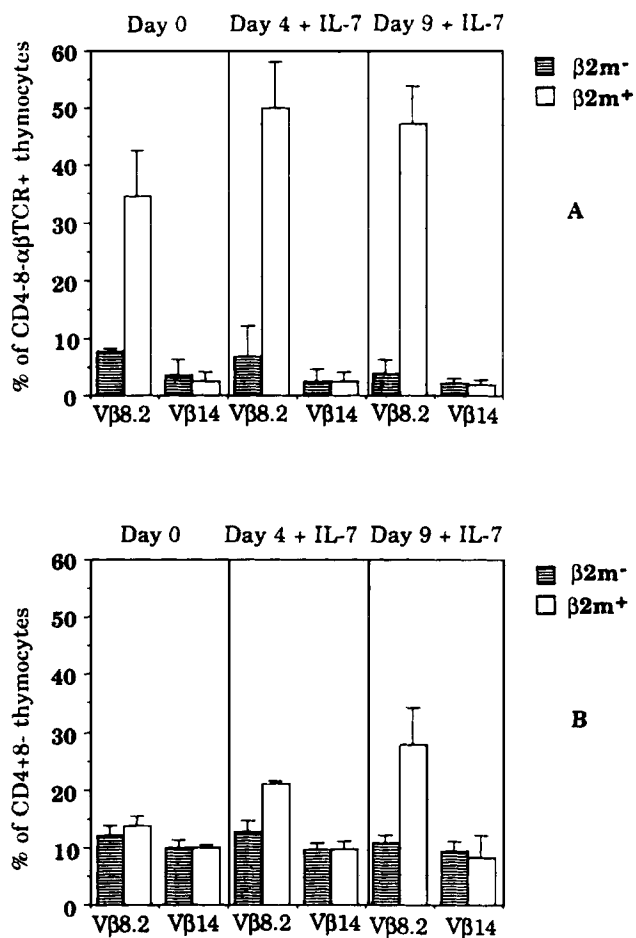 Day 0 Day 4 + IL-7 Day 9 + IL-7
% of CD4-8-αβTCR+ thymocytes
60
50
40
30
20
10
0
Vβ8.2 Vβ14 Vβ8.2 Vβ14 Vβ8.2 Vβ14
β2m-
β2m+
A
Day 0 Day 4 + IL-7 Day 9 + IL-7
% of CD4+8- thymocytes
60
50
40
30
20
10
0
Vβ8.2 Vβ14 Vβ8.2 Vβ14 Vβ8.2 Vβ14
β2m-
β2m+
B